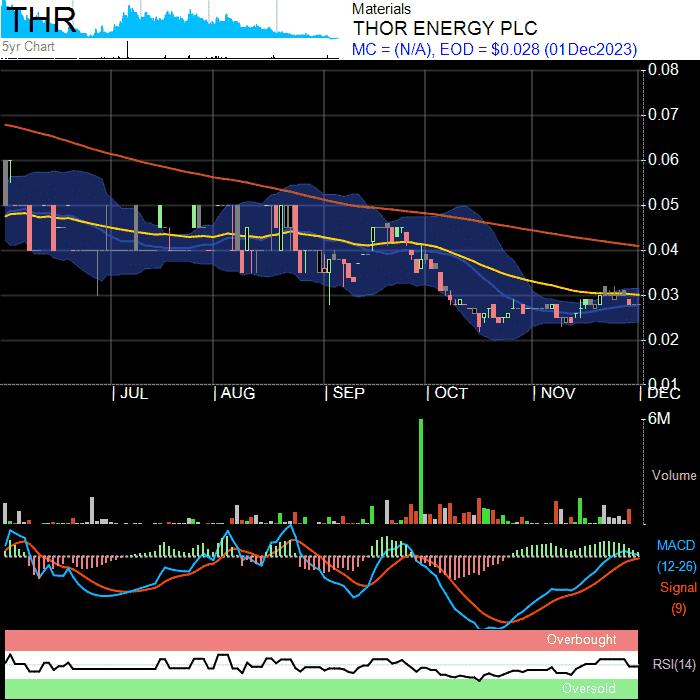 THR
Materials
THOR ENERGY PLC
5yr Chart
MC = (N/A), EOD = $0.028 (01Dec2023)
0.08
0.07
0.06
0.05
0.04
0.03
0.02
0.01
JUL AUG SEP OCT NOV DEC
6M
Volume
MACD
(12-26)
Signal
(9)
Overbought
RSI(14)
Oversold